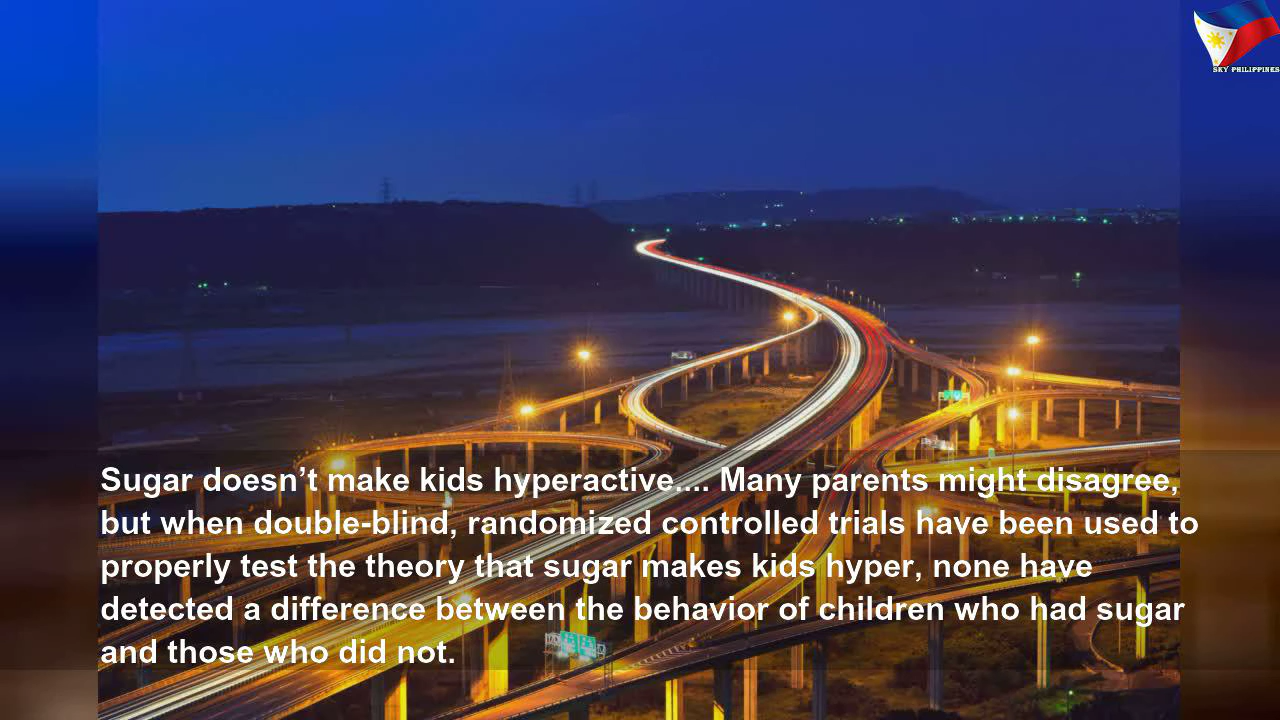 SKY PHILIPPINES
Sugar doesn’t make kids hyperactive.... Many parents might disagree,
but when double-blind, randomized controlled trials have been used to
properly test the theory that sugar makes kids hyper, none have
detected a difference between the behavior of children who had sugar
and those who did not.